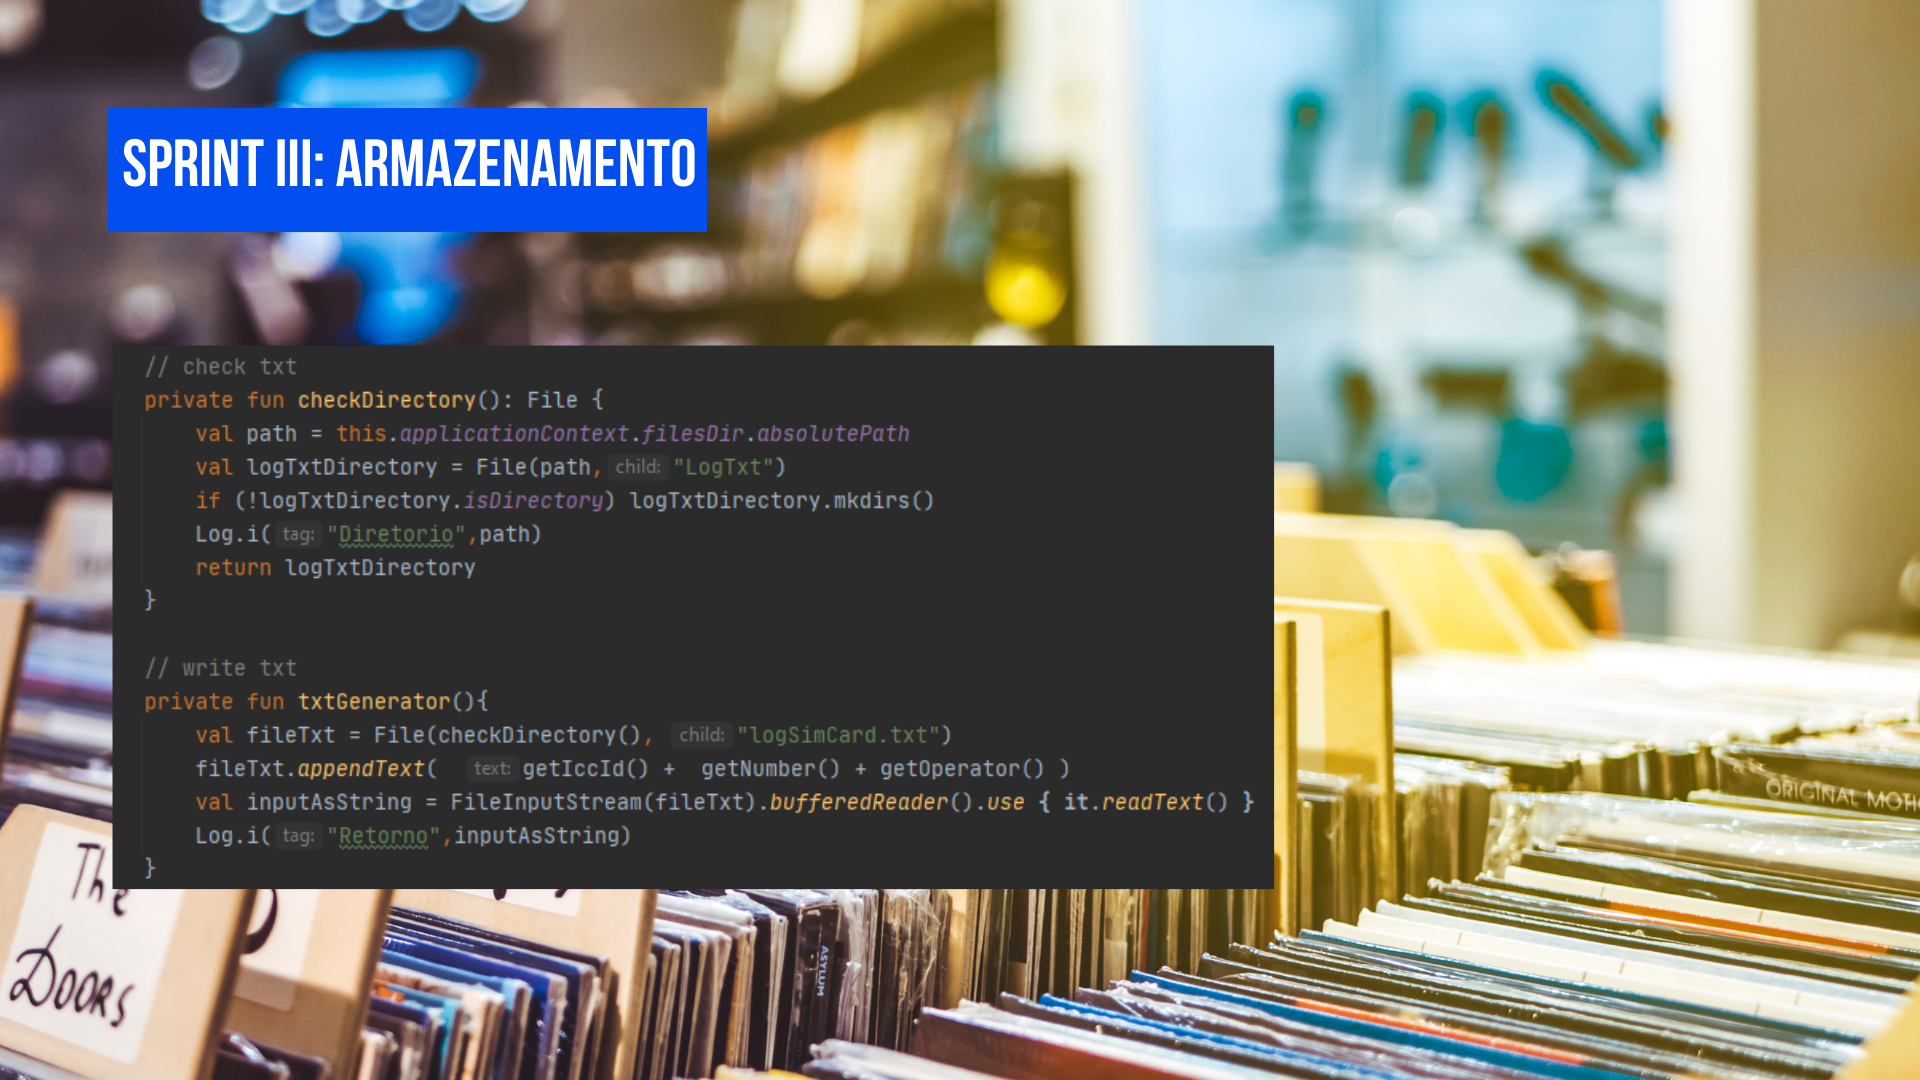 SPRINT III: ARMAZENAMENTO
// check txt
private fun checkDirectory(): File {
val path = this.applicationContext.filesDir.absolutePath
val logTxtDirectory = File(path, child: "LogTxt")
if (!logTxtDirectory.isDirectory) logTxtDirectory.mkdirs()
Log.i( tag: "Diretorio",path)
return logTxtDirectory
}
// write txt
private fun txtGenerator(){
val fileTxt = File(checkDirectory(), child: "logSimCard.txt")
fileTxt.appendText( text: getIccId() + getNumber() + getOperator() )
val inputAsString = FileInputStream(fileTxt).bufferedReader().use { it.readText() }
Log.i( tag: "Retorno",inputAsString)
}
The
Doors
ASYLUM
ORIGINAL